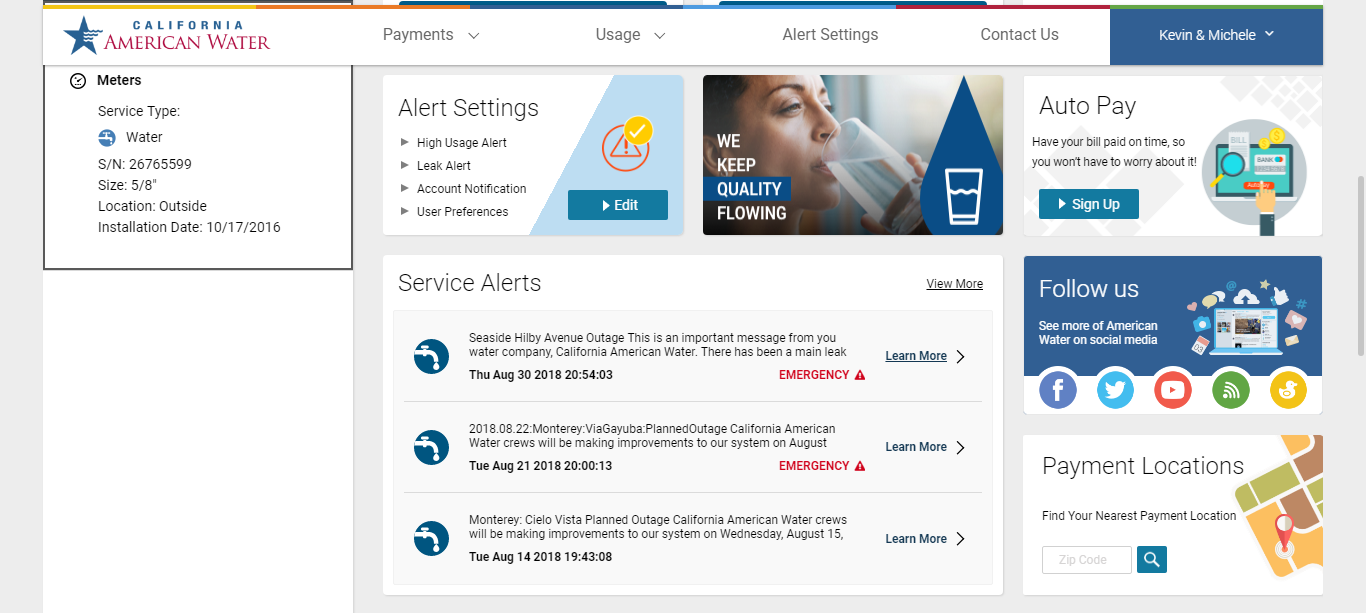 CALIFORNIA
AMERICAN WATER
Payments
Usage
Alert Settings
Contact Us
Kevin & Michele
Meters
Service Type:
Water
S/N: 26765599
Size: 5/8"
Location: Outside
Installation Date: 10/17/2016
Alert Settings
High Usage Alert
Leak Alert
Account Notification
User Preferences
Edit
WE
KEEP
QUALITY
FLOWING
Auto Pay
Have your bill paid on time, so
you won't have to worry about it!
Sign Up
BILL
BANK
Auto Pay
Service Alerts
View More
Seaside Hilby Avenue Outage This is an important message from you
water company, California American Water. There has been a main leak
Thu Aug 30 2018 20:54:03
EMERGENCY
Learn More
2018.08.22:Monterey:ViaGayuba:PlannedOutage California American
Water crews will be making improvements to our system on August
Tue Aug 21 2018 20:00:13
EMERGENCY
Learn More
Monterey: Cielo Vista Planned Outage California American Water crews
will be making improvements to our system on Wednesday, August 15,
Tue Aug 14 2018 19:43:08
Learn More
Follow us
See more of American
Water on social media
Payment Locations
Find Your Nearest Payment Location
Zip Code